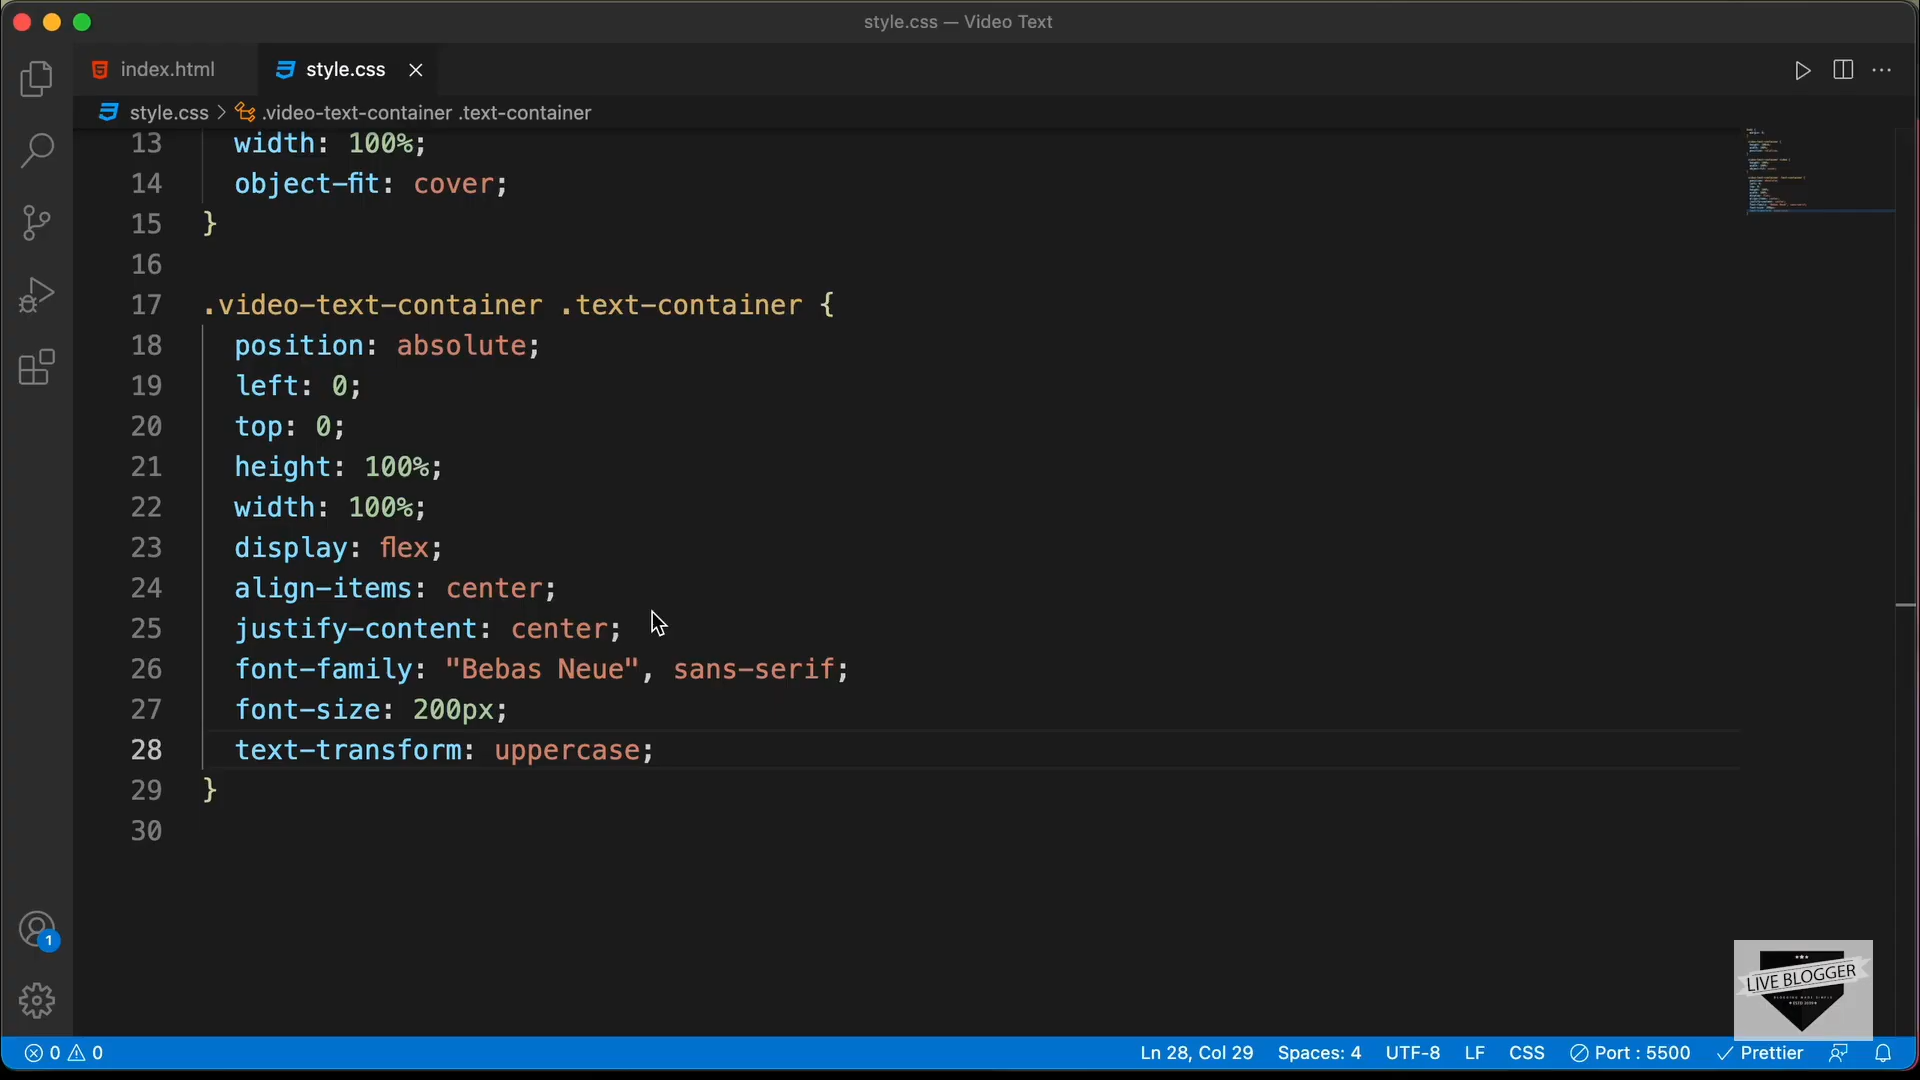 style.css — Video Text
index.html
style.css
style.css > .video-text-container .text-container
13 width: 100%;
14 object-fit: cover;
15 }
16
17 .video-text-container .text-container {
18 position: absolute;
19 left: 0;
20 top: 0;
21 height: 100%;
22 width: 100%;
23 display: flex;
24 align-items: center;
25 justify-content: center;
26 font-family: "Bebas Neue", sans-serif;
27 font-size: 200px;
28 text-transform: uppercase;
29 }
30
1
LIVE BLOGGER
0 0 Ln 28, Col 29 Spaces: 4 UTF-8 LF CSS Port : 5500 Prettier